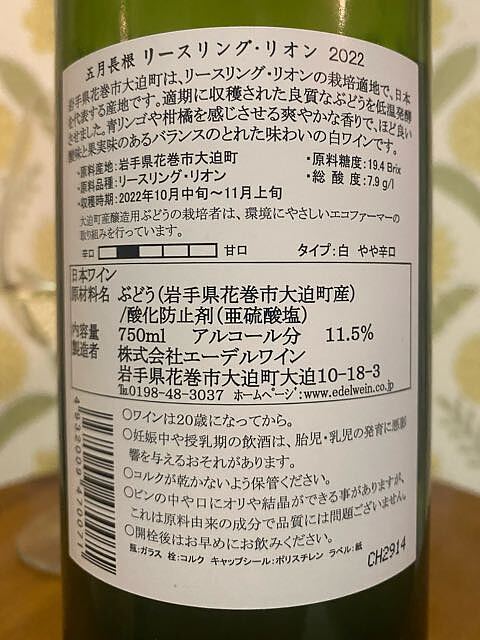 五月長根 リースリング・リオン 2022
岩手県花巻市大迫町は、リースリング・リオンの栽培適地で、日本
を代表する産地です。適期に収穫された良質なぶどうを低温発酵
させました。青リンゴや柑橘を感じさせる爽やかな香りで、ほど良い
酸味と果実味のあるバランスのとれた味わいの白ワインです。
・原料産地:岩手県花巻市大迫町 ・原料糖度:19.4 Brix
・原料品種:リースリング・リオン ・総酸度:7.9 g/l
・収穫時期:2022年10月中旬〜11月上旬
大迫町産醸造用ぶどうの栽培者は、環境にやさしいエコファーマーの
取り組みを行っています。
辛口 甘口 タイプ:白 やや辛口
日本ワイン
原材料名 ぶどう(岩手県花巻市大迫町産)
/酸化防止剤(亜硫酸塩)
内容量 750ml アルコール分 11.5%
製造者 株式会社エーデルワイン
岩手県花巻市大迫町大迫10-18-3
℡0198-48-3037 ホームページ:www.edelwein.co.jp
○ワインは20歳になってから。
○妊娠中や授乳期の飲酒は、胎児・乳児の発育に悪影
響を与えるおそれがあります。
○コルクが乾かないよう保管ください。
○ビンの中や口にオリや結晶ができる事がありますが、
これは原料由来の成分で品質には問題ございません。
○開栓後はお早めにお飲みください。
瓶:ガラス 栓:コルク キャップシール:ポリスチレン ラベル:紙
CH2914
4932009470071